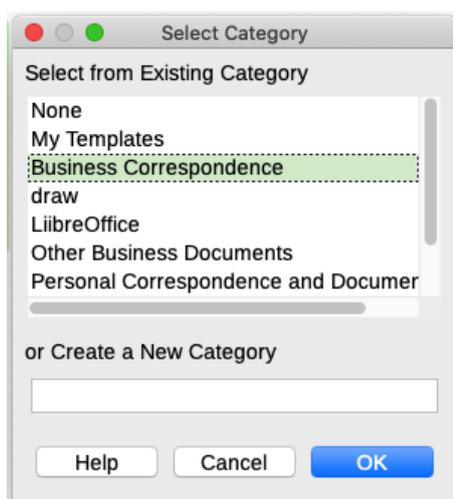 Select Category
Select from Existing Category
None
My Templates
Business Correspondence
draw
LiibreOffice
Other Business Documents
Personal Correspondence and Documer
or Create a New Category
Help Cancel OK